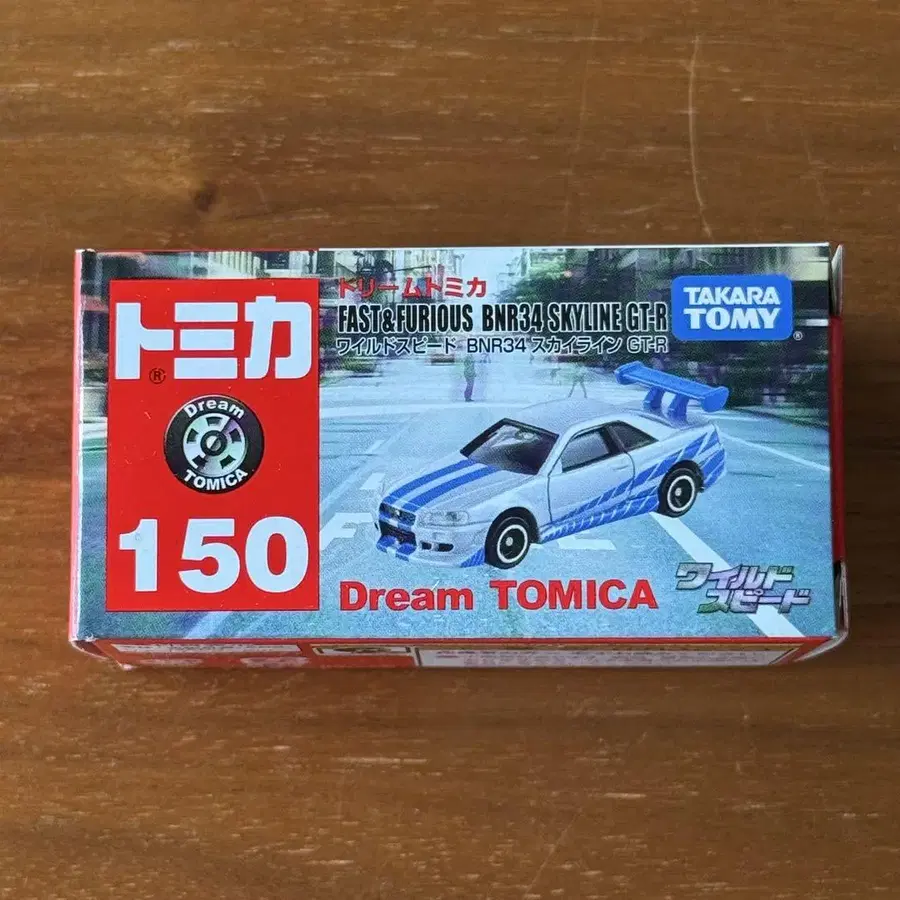 トミカ
®
Dream
TOMICA
150
ドリームトミカ
FAST&FURIOUS BNR34 SKYLINE GT-R
ワイルドスピード BNR34 スカイライン GT-R
TAKARA
TOMY
®
Dream TOMICA
ワイルド
スピード